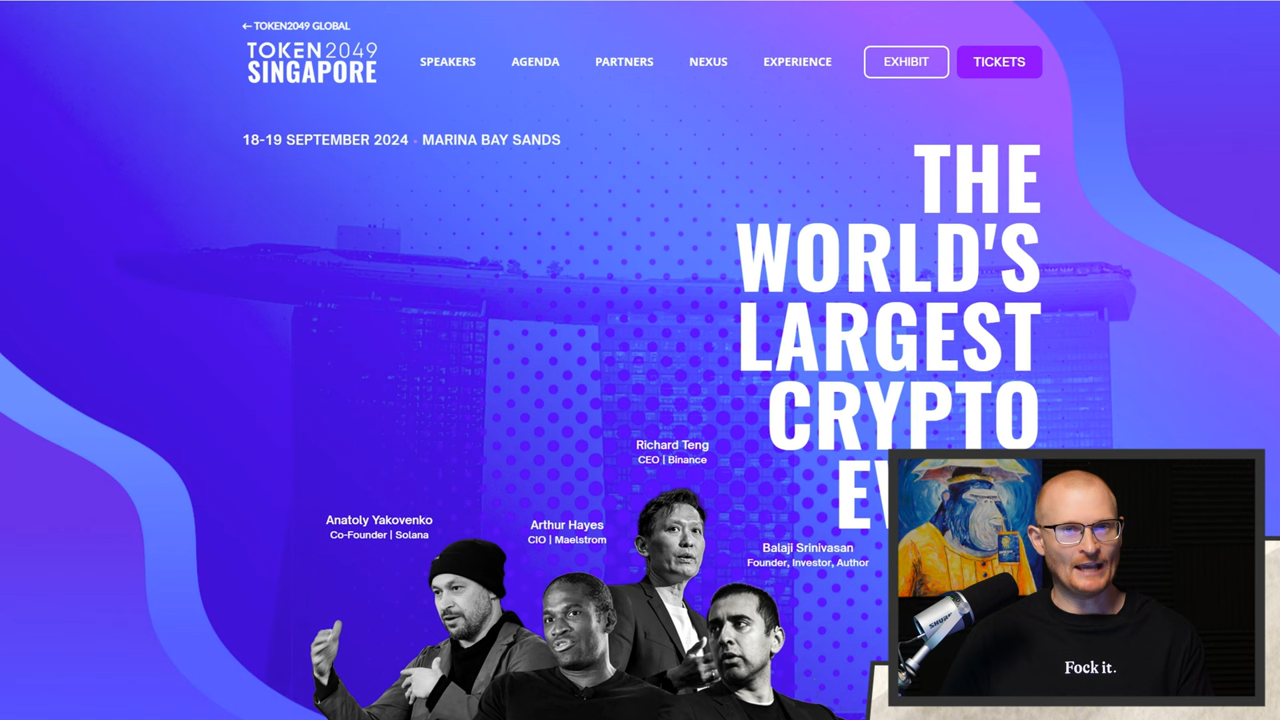 ← TOKEN2049 GLOBAL
TOKEN2049
SINGAPORE
SPEAKERS
AGENDA
PARTNERS
NEXUS
EXPERIENCE
EXHIBIT
TICKETS
18-19 SEPTEMBER 2024 • MARINA BAY SANDS
THE
WORLD'S
LARGEST
CRYPTO
Richard Teng
CEO | Binance
Anatoly Yakovenko
Co-Founder | Solana
Arthur Hayes
CIO | Maelstrom
Balaji Srinivasan
Founder, Investor, Author
SHURE
Fock it.